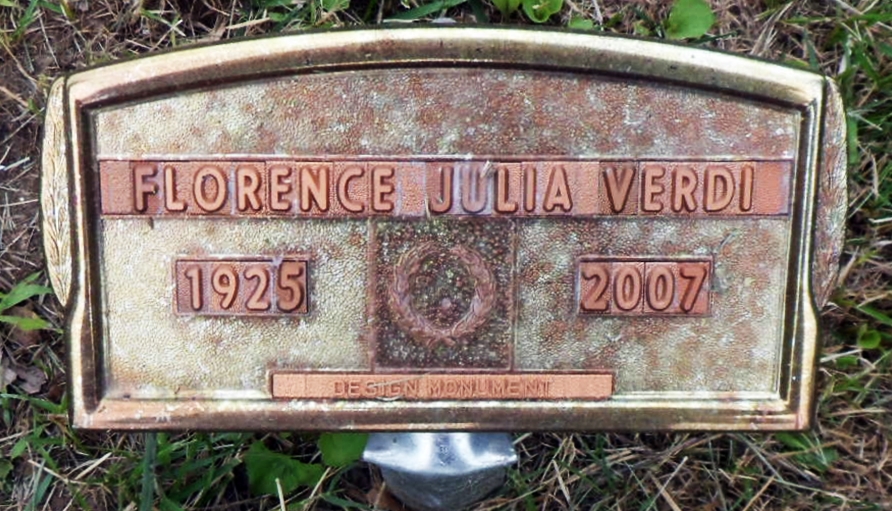 FLORENCE JULIA VERDI
1925 2007
DESIGN MONUMENT